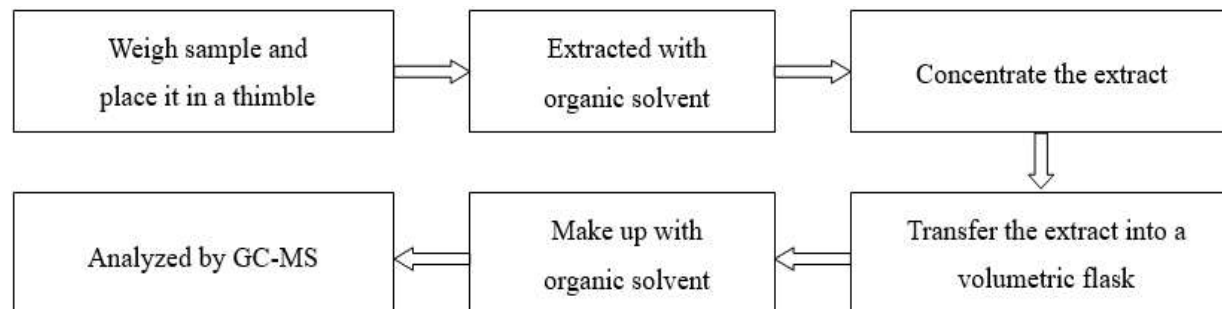 Weigh sample and
place it in a thimble
Extracted with
organic solvent
Concentrate the extract
Transfer the extract into a
volumetric flask
Make up with
organic solvent
Analyzed by GC-MS